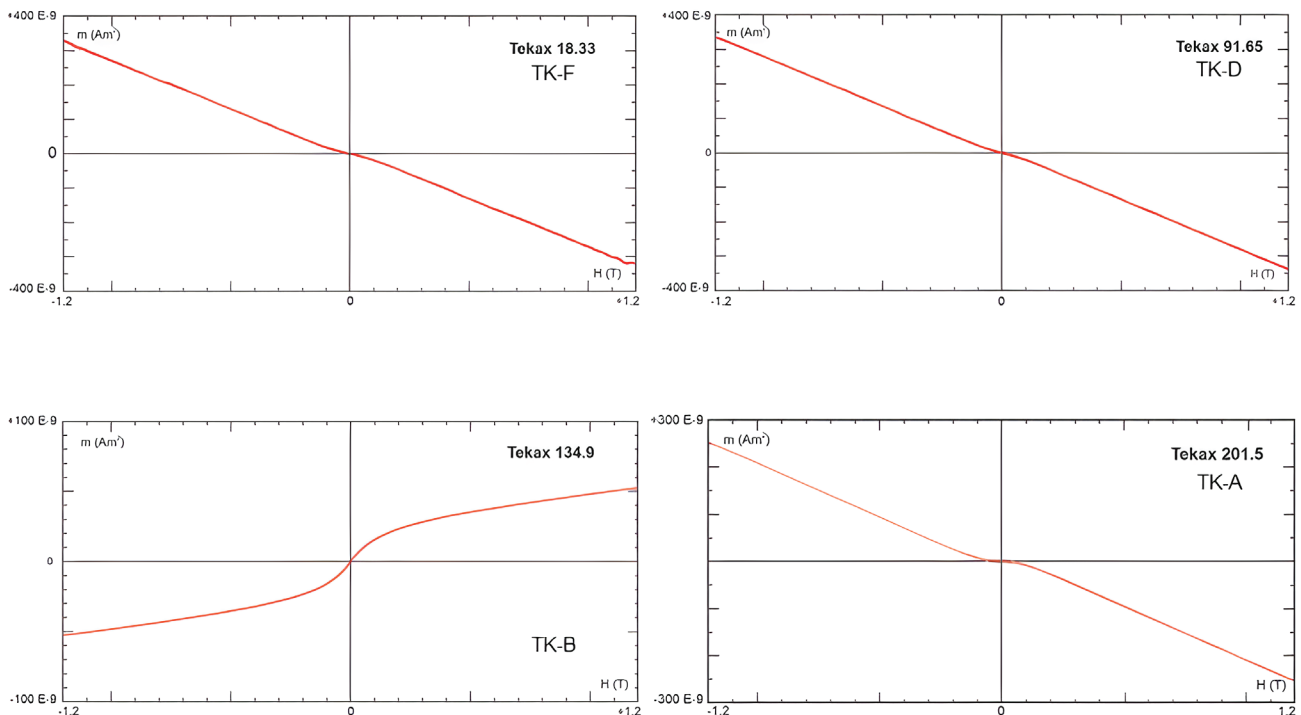 +400 E-9
m (Am²)
Tekax 18.33
TK-F
0
H (T)
-400 E-9
-1.2
0
+1.2
+400 E-9
m (Am²)
Tekax 91.65
TK-D
0
H (T)
-400 E-9
-1.2
0
+1.2
+100 E-9
m (Am²)
Tekax 134.9
0
TK-B
H (T)
-100 E-9
-1.2
0
+1.2
+300 E-9
m (Am²)
Tekax 201.5
TK-A
0
H (T)
-300 E-9
-1.2
0
1.2